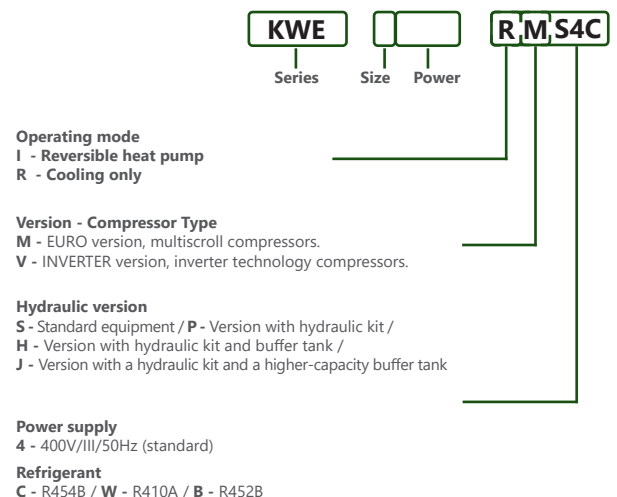 KWE R M S4C
Series Size Power
Operating mode
I - Reversible heat pump
R - Cooling only
Version - Compressor Type
M - EURO version, multiscroll compressors.
V - INVERTER version, inverter technology compressors.
Hydraulic version
S - Standard equipment / P - Version with hydraulic kit /
H - Version with hydraulic kit and buffer tank /
J - Version with a hydraulic kit and a higher-capacity buffer tank
Power supply
4 - 400V/III/50Hz (standard)
Refrigerant
C - R454B / W - R410A / B - R452B